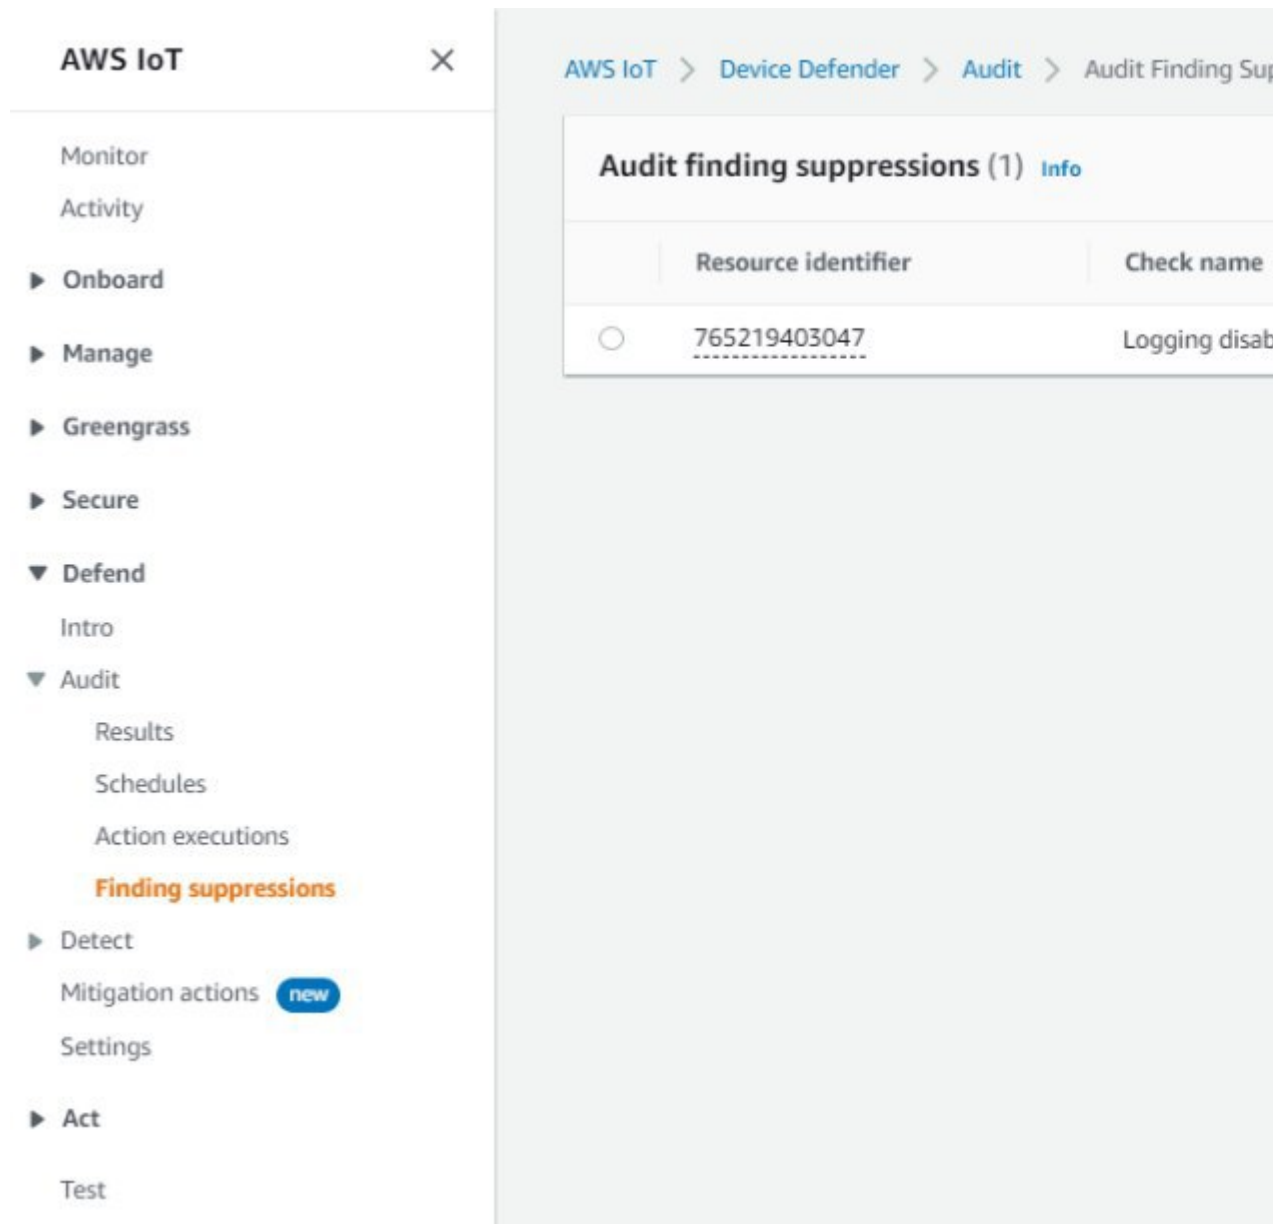 AWS IoT
Monitor
Activity
Onboard
Manage
Greengrass
Secure
Defend
Intro
Audit
Results
Schedules
Action executions
Finding suppressions
Detect
Mitigation actions new
Settings
Act
Test
AWS IoT > Device Defender > Audit > Audit Finding
Audit finding suppressions (1) Info
Resource identifier Check name
765219403047 Logging